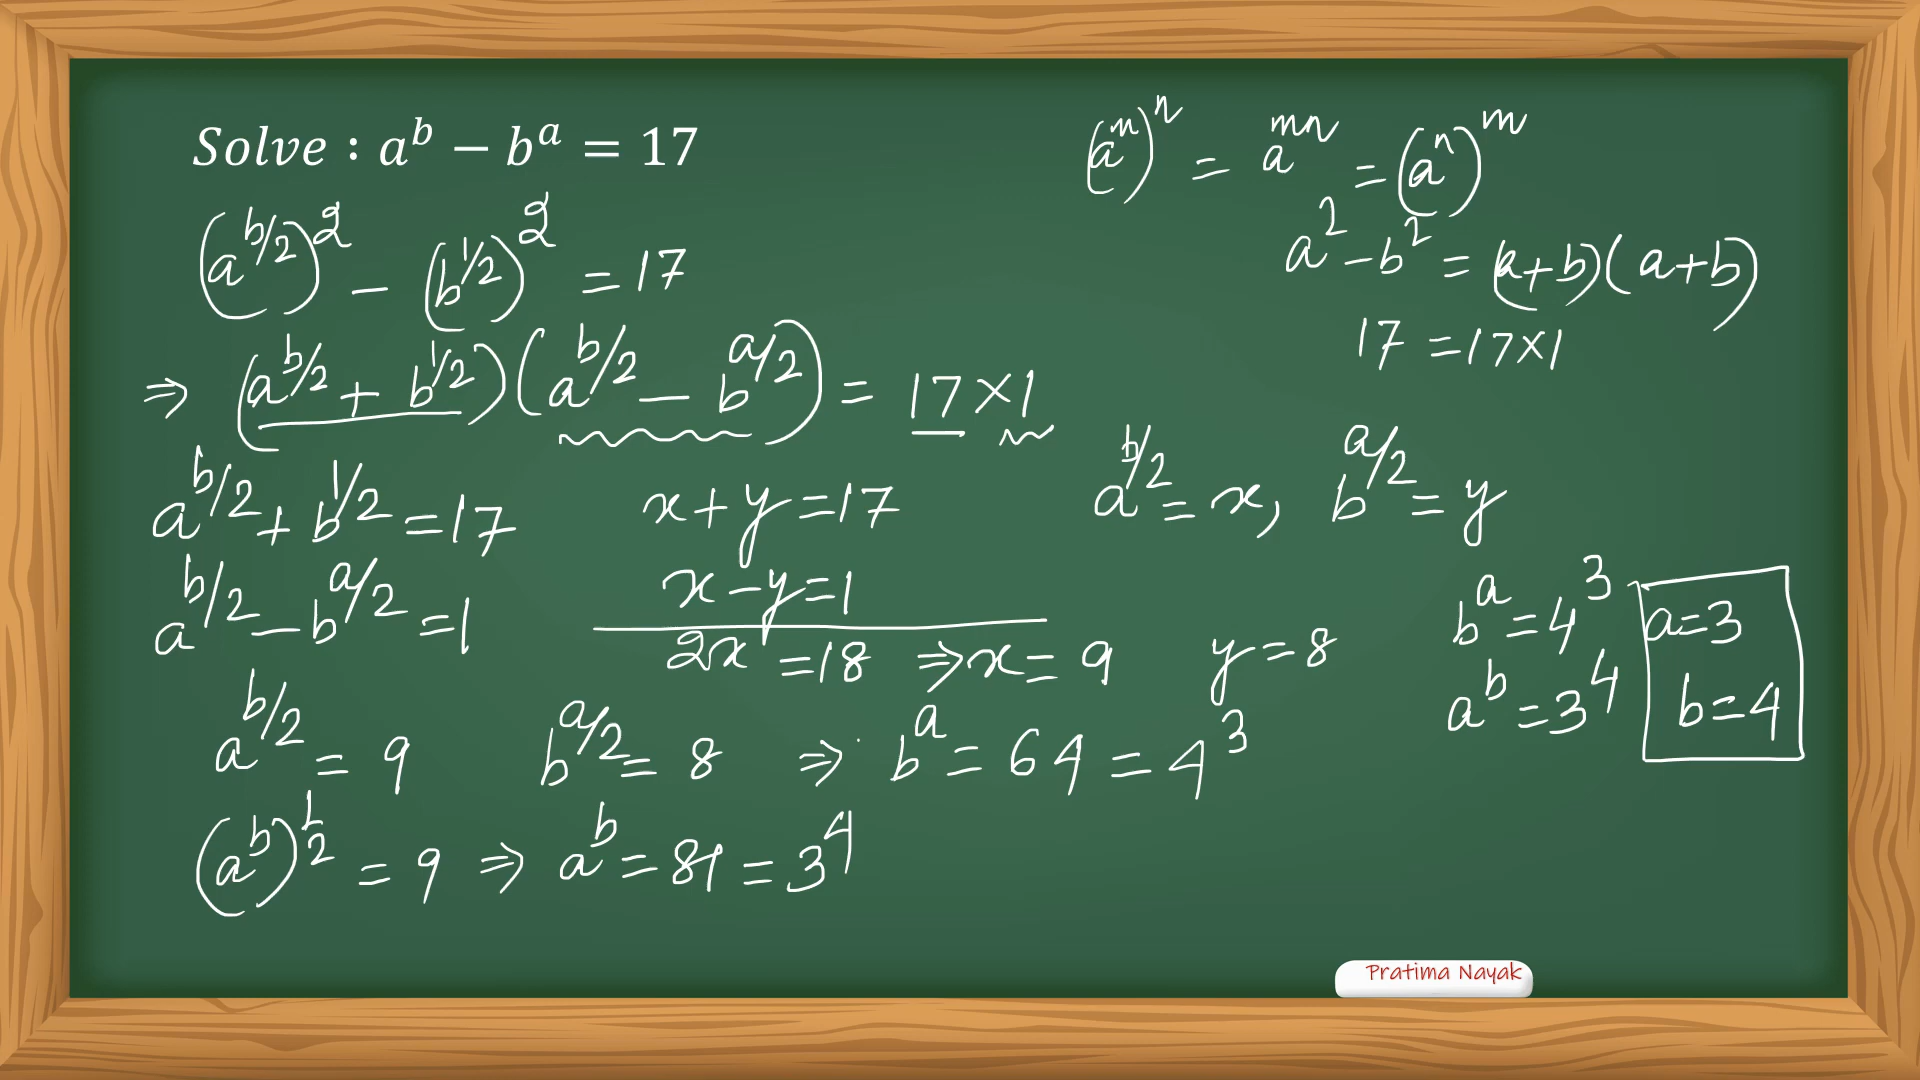 Solve : a^b − b^a = 17
(a^{b/2})^2 − (b^{1/2})^2 = 17
⇒ (a^{b/2} + b^{1/2})(a^{b/2} − b^{a/2}) = 17×1
a^{b/2} + b^{1/2} = 17
a^{b/2} − b^{a/2} = 1
x+y=17
x−y=1
2x =18 ⇒x= 9 y=8
a^{b/2} = 9 b^{a/2} = 8 ⇒ b^a = 64 = 4^3
(a^b)^{1/2} = 9 ⇒ a^b = 81 = 3^4
(a^m)^n = a^{mn} = (a^n)^m
a^2 − b^2 = (a+b)(a+b)
17 =17×1
a^{b/2} = x, b^{a/2} = y
b^a = 4^3
a^b = 3^4
a=3
b=4
Pratima Nayak